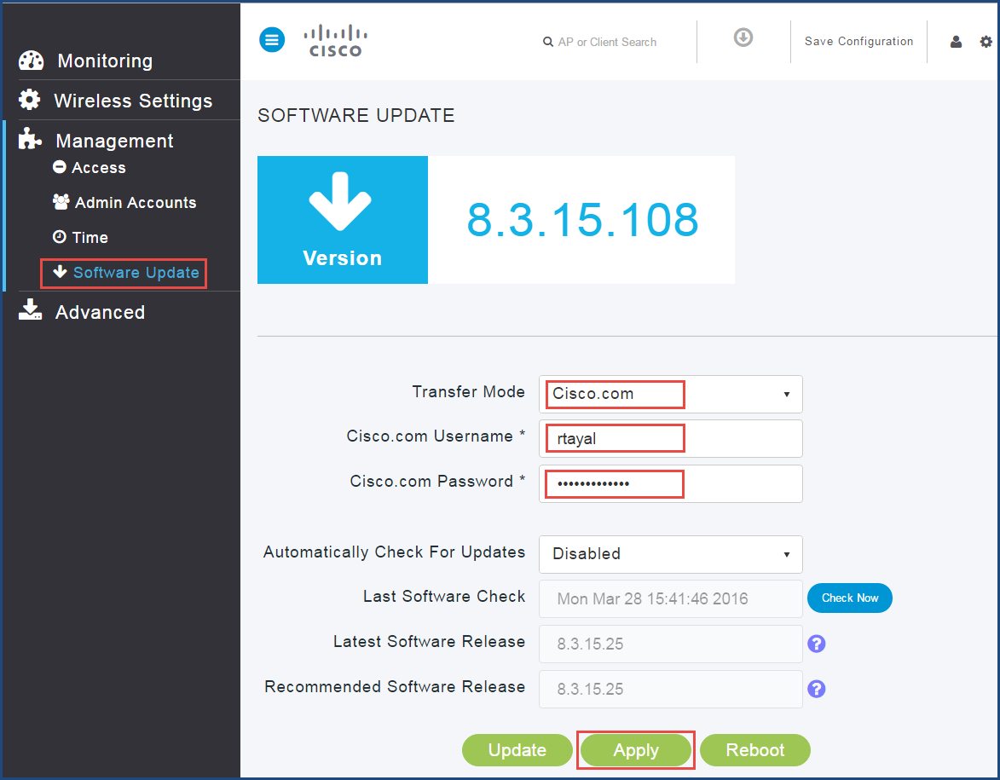 Monitoring
Wireless Settings
Management
Access
Admin Accounts
Time
Software Update
Advanced
CISCO
AP or Client Search
Save Configuration
SOFTWARE UPDATE
Version
8.3.15.108
Transfer Mode Cisco.com
Cisco.com Username * rtayal
Cisco.com Password * •••••••••••••
Automatically Check For Updates Disabled
Last Software Check Mon Mar 28 15:41:46 2016 Check Now
Latest Software Release 8.3.15.25 ?
Recommended Software Release 8.3.15.25 ?
Update Apply Reboot